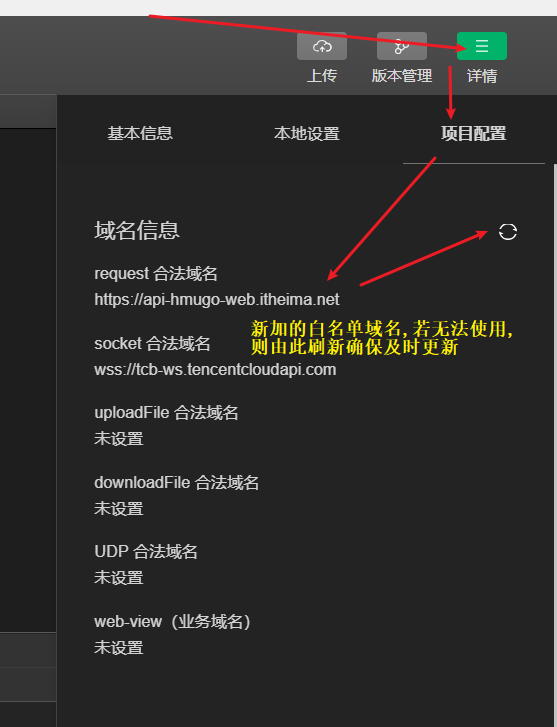 上传
版本管理
详情
基本信息
本地设置
项目配置
域名信息
request 合法域名
https://api-hmugo-web.itheima.net
新加的白名单域名, 若无法使用,
则由此刷新确保及时更新
socket 合法域名
wss://tcb-ws.tencentcloudapi.com
uploadFile 合法域名
未设置
downloadFile 合法域名
未设置
UDP 合法域名
未设置
web-view（业务域名）
未设置